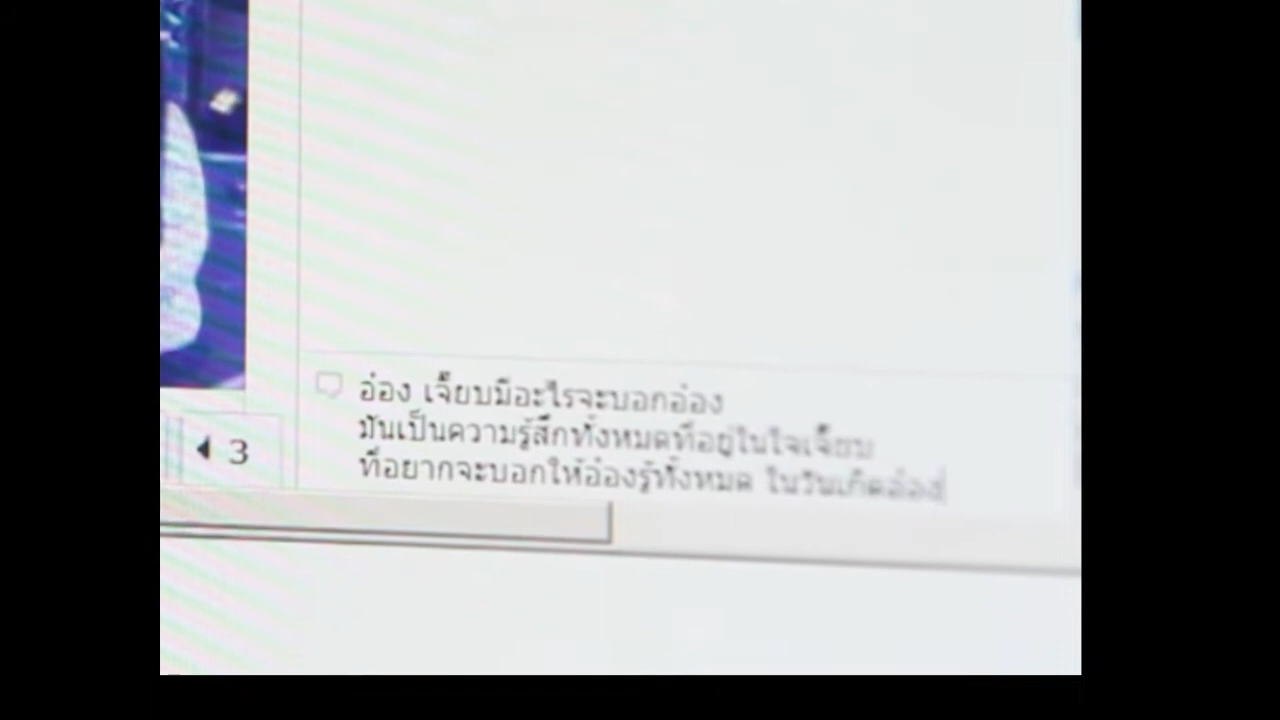 อ๋อง เจี๊ยบมีอะไรจะบอกอ๋อง
มันเป็นความรู้สึกทั้งหมดที่อยู่ในใจเจี๊ยบ
ที่อยากจะบอกให้อ๋องรู้ทั้งหมด ในวันเกิดอ๋อง
3